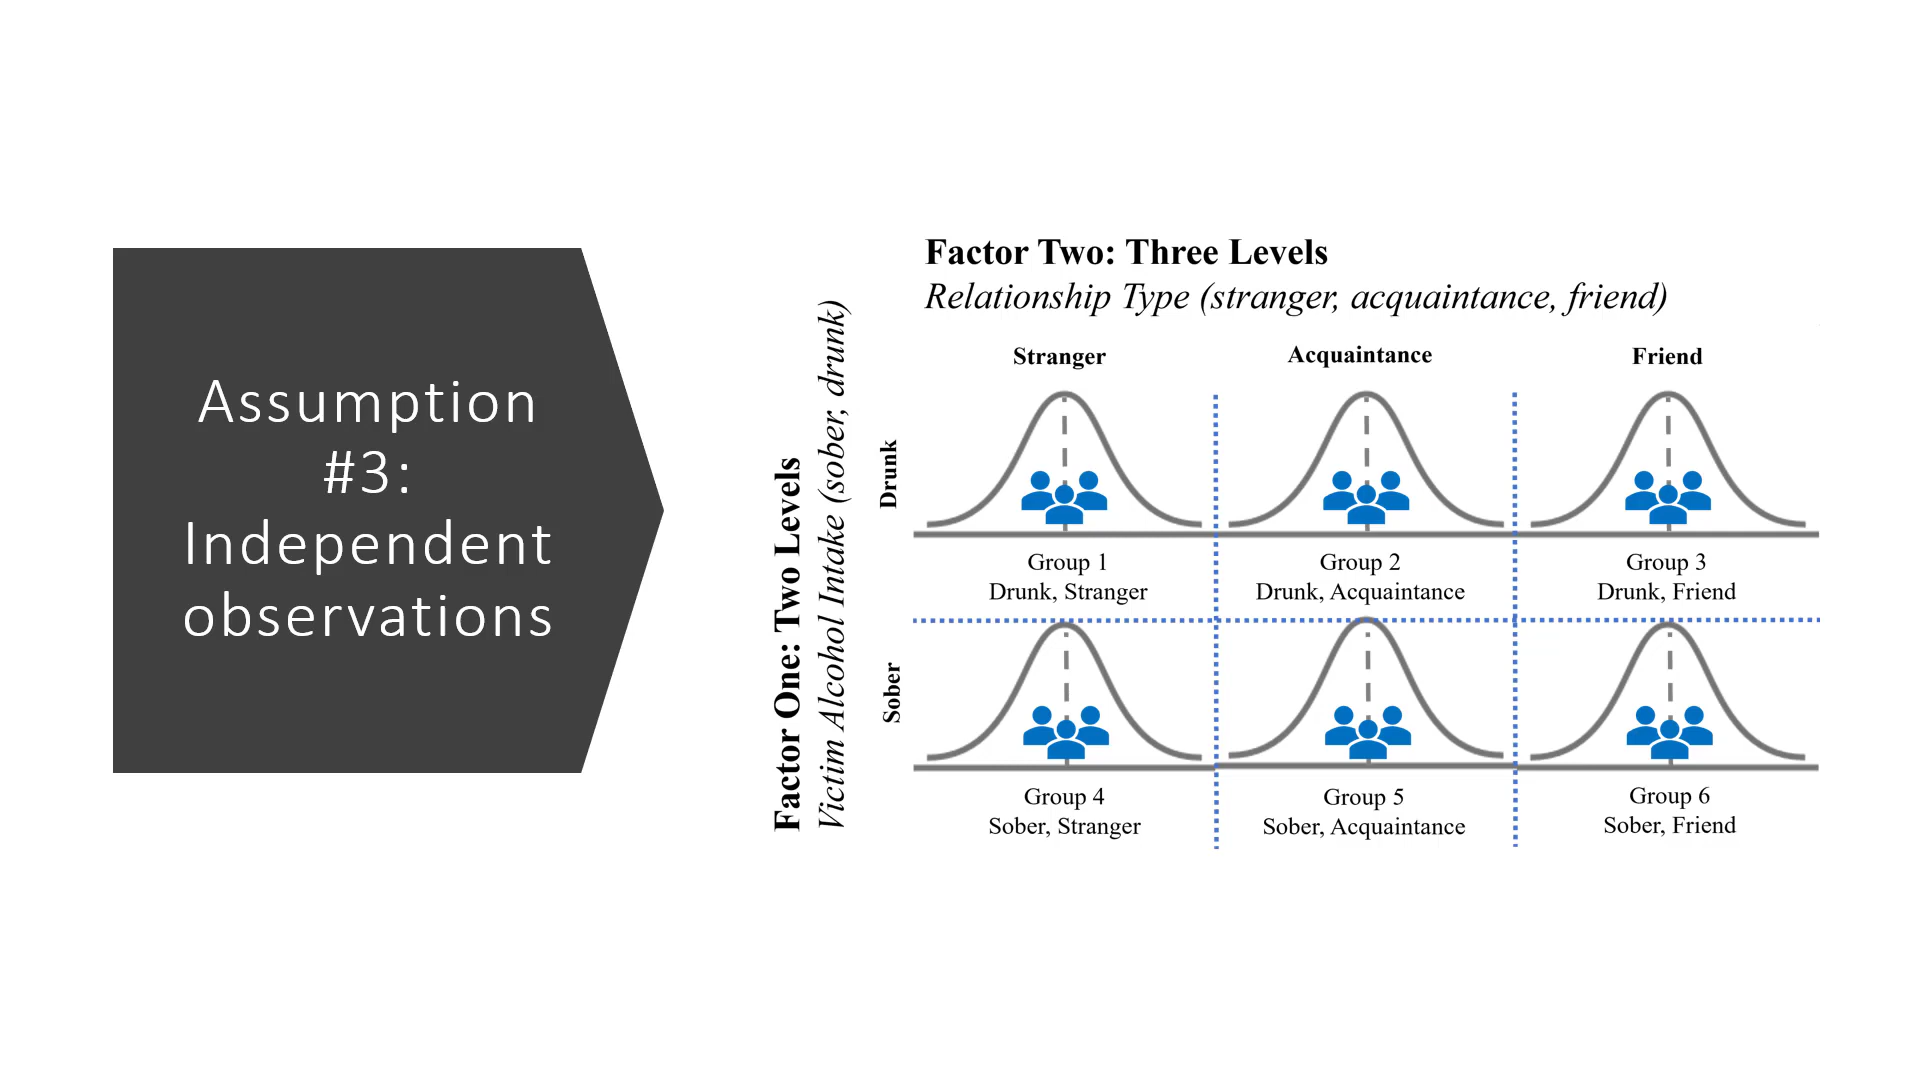 Assumption
#3:
Independent
observations
Factor Two: Three Levels
Relationship Type (stranger, acquaintance, friend)
Factor One: Two Levels
Victim Alcohol Intake (sober, drunk)
Stranger
Acquaintance
Friend
Drunk
Group 1
Drunk, Stranger
Group 2
Drunk, Acquaintance
Group 3
Drunk, Friend
Sober
Group 4
Sober, Stranger
Group 5
Sober, Acquaintance
Group 6
Sober, Friend